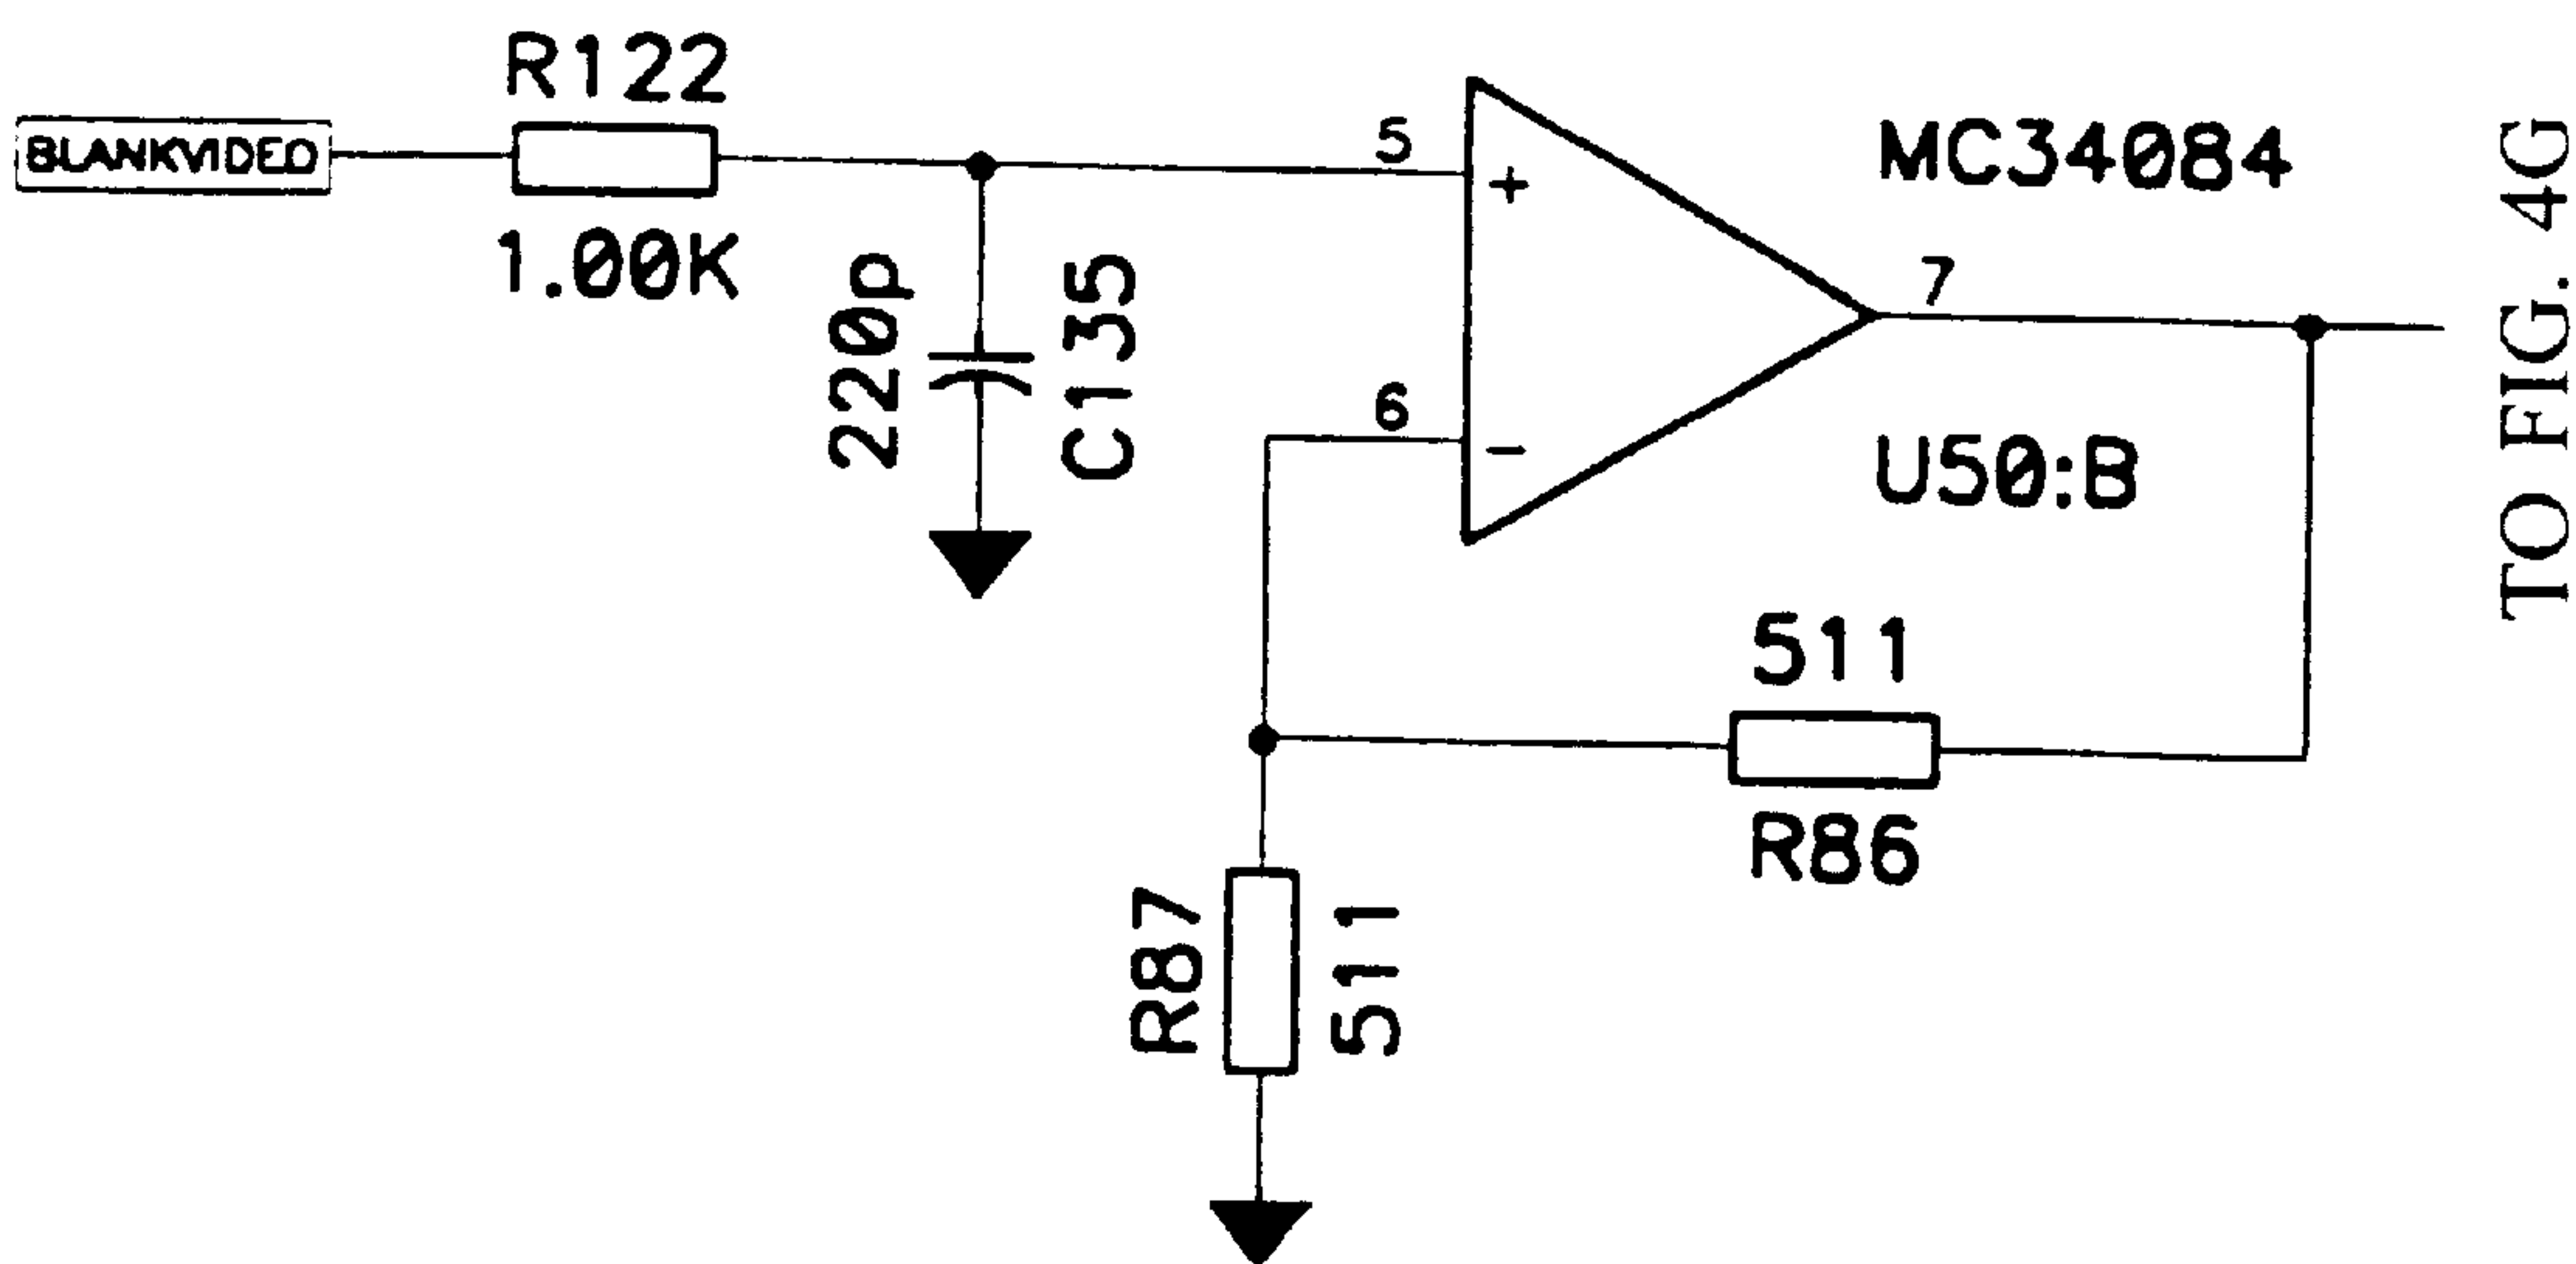 R122
BLANKVIDEO
1.00K
220p
C135
5
+
6
-
7
MC34084
U50:B
511
R86
R87
511
TO FIG. 4G